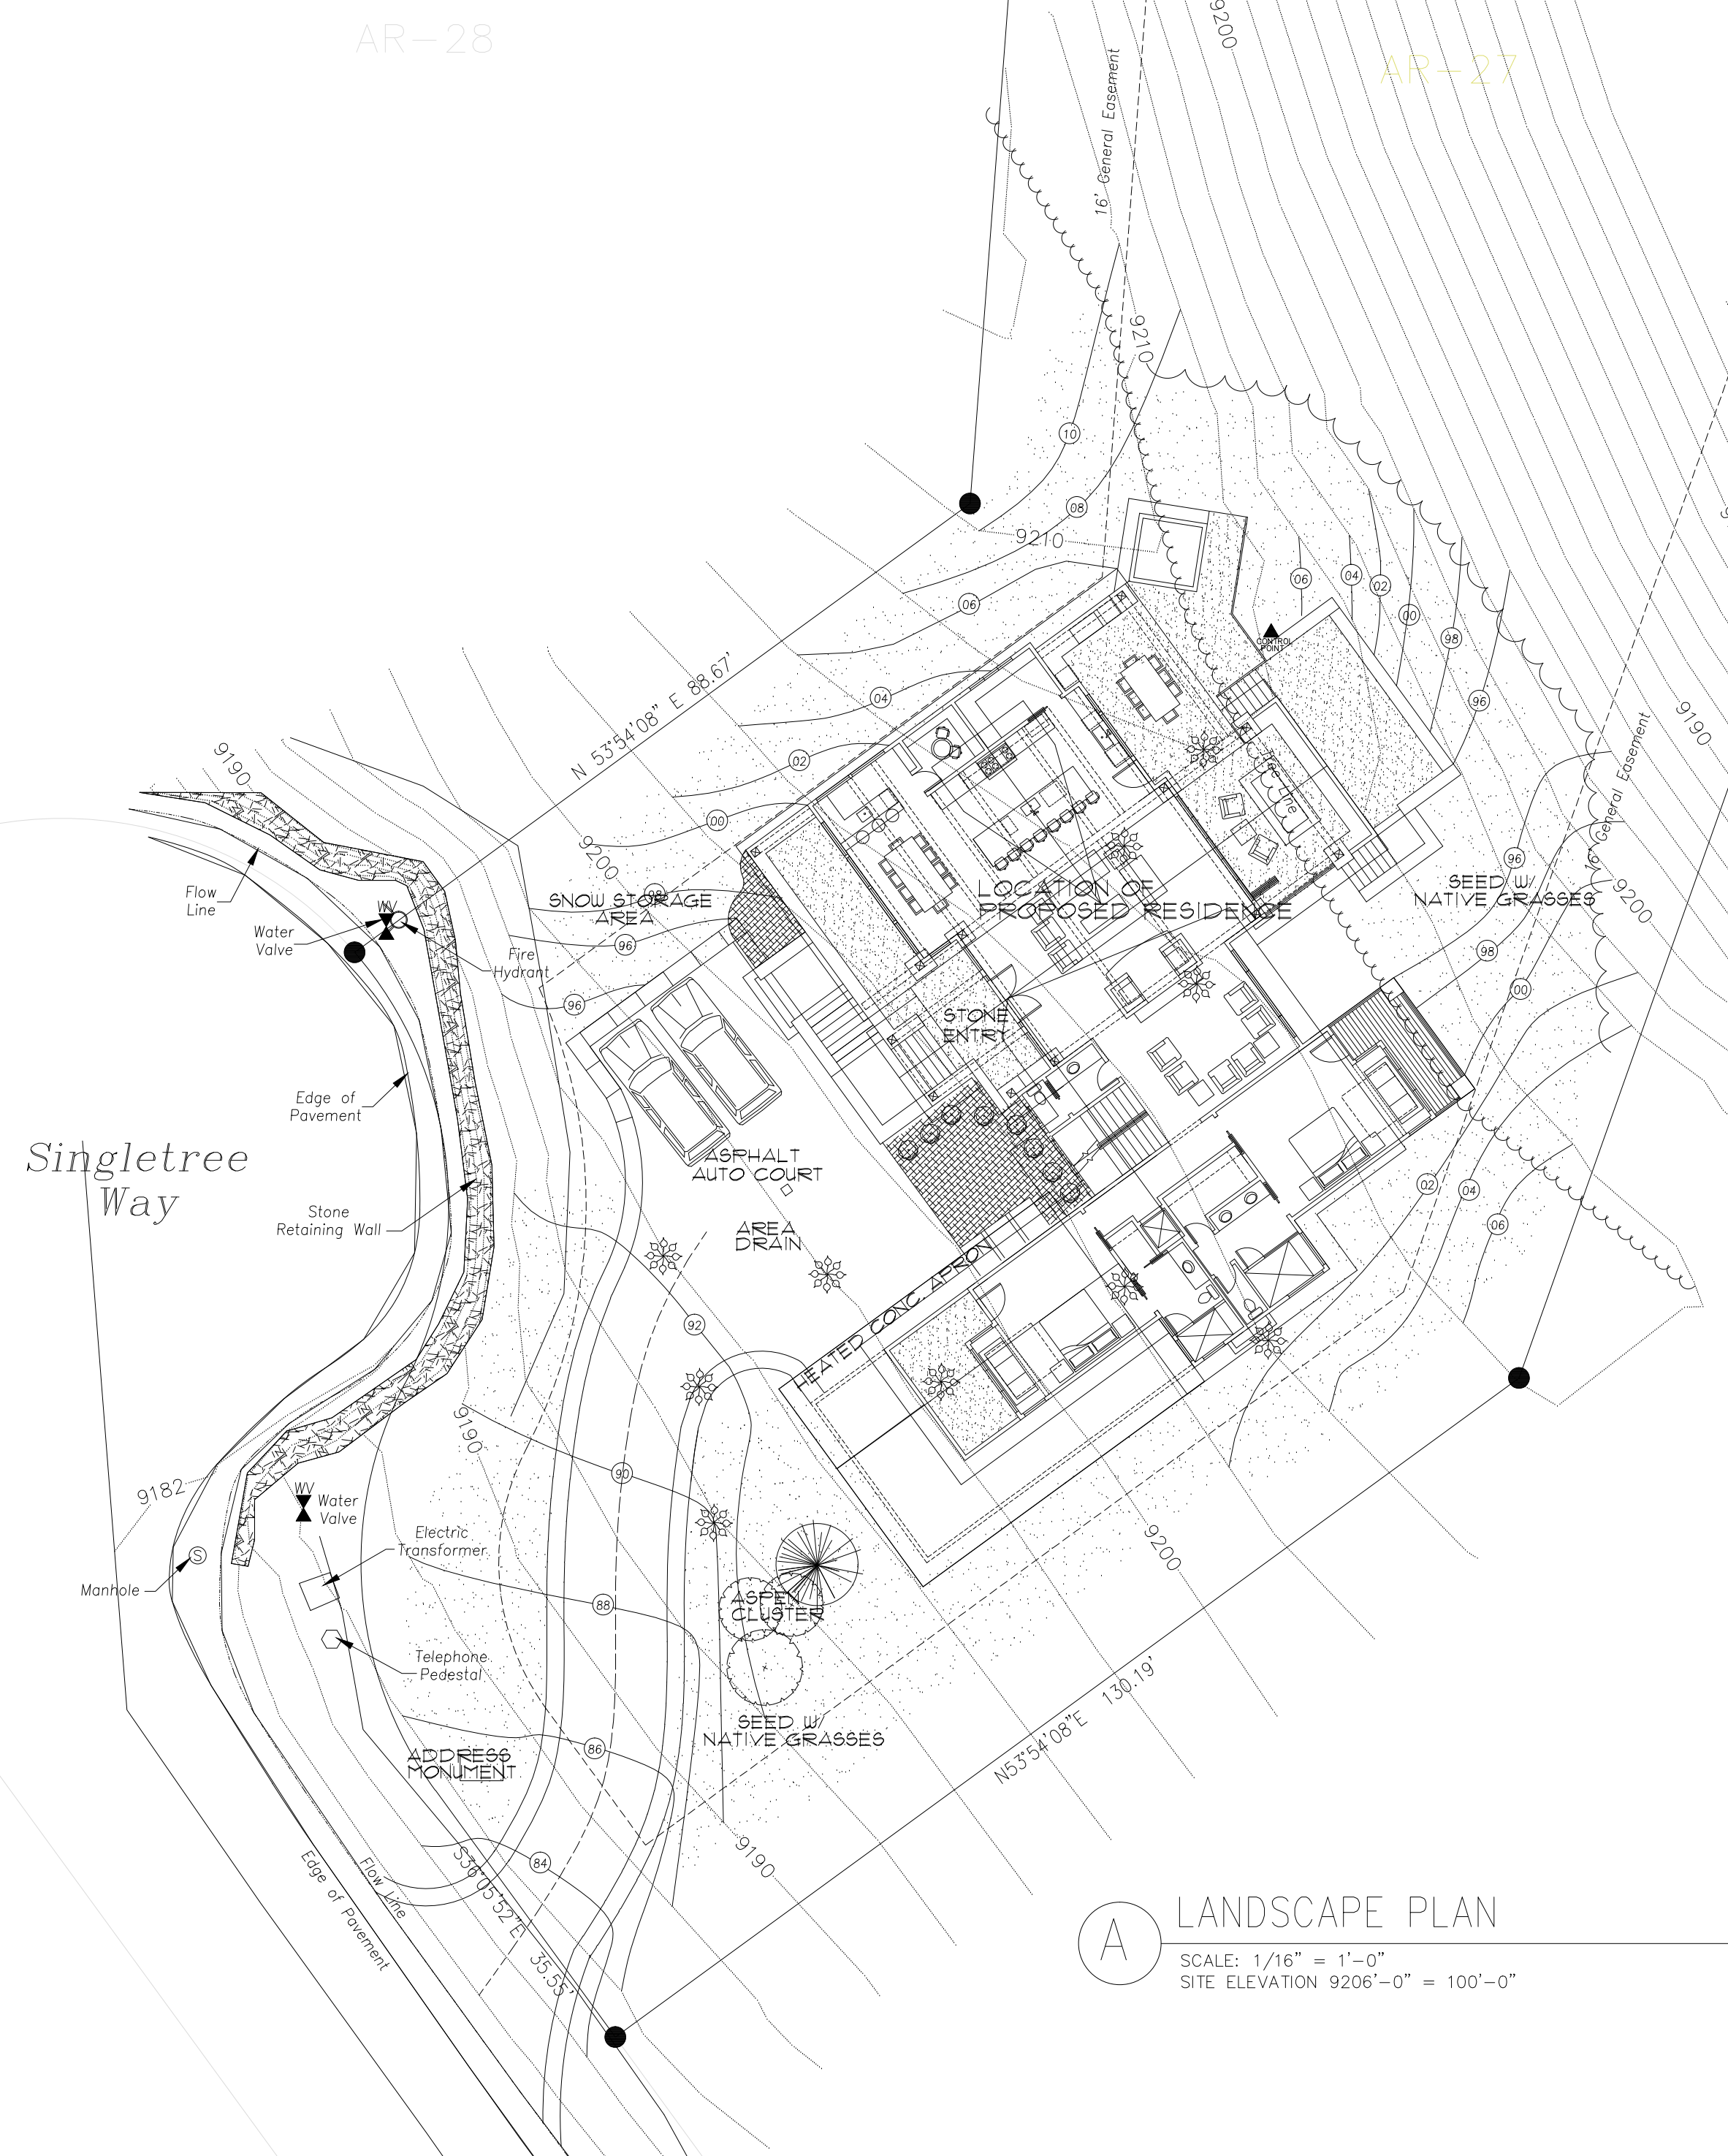 AR-28
AR-27
9200
16' General Easement
9210
10
08
9210
06
06
04
02
00
98
96
CONTROL
POINT
N 53°54'08" E 88.67'
04
02
00
9190
9200
98
SNOW STORAGE
AREA
96
96
Flow
Line
WV
Water
Valve
Fire
Hydrant
Tree Line
LOCATION OF
PROPOSED RESIDENCE
9190
16' General Easement
96
SEED W/
NATIVE GRASSES
9200
98
00
STONE
ENTRY
Edge of
Pavement
Singletree
Way
Stone
Retaining Wall
ASPHALT
AUTO COURT
AREA
DRAIN
02
04
06
HEATED CONC. APRON
92
9190
90
9182
WV
Water
Valve
Electric
Transformer
S
Manhole
88
ASPEN
CLUSTER
9200
Telephone
Pedestal
SEED W/
NATIVE GRASSES
N53°54'08"E 130.19'
86
ADDRESS
MONUMENT
9190
84
Edge of Pavement
Flow Line
S36°05'52"E 35.55'
A
LANDSCAPE PLAN
SCALE: 1/16" = 1'-0"
SITE ELEVATION 9206'-0" = 100'-0"